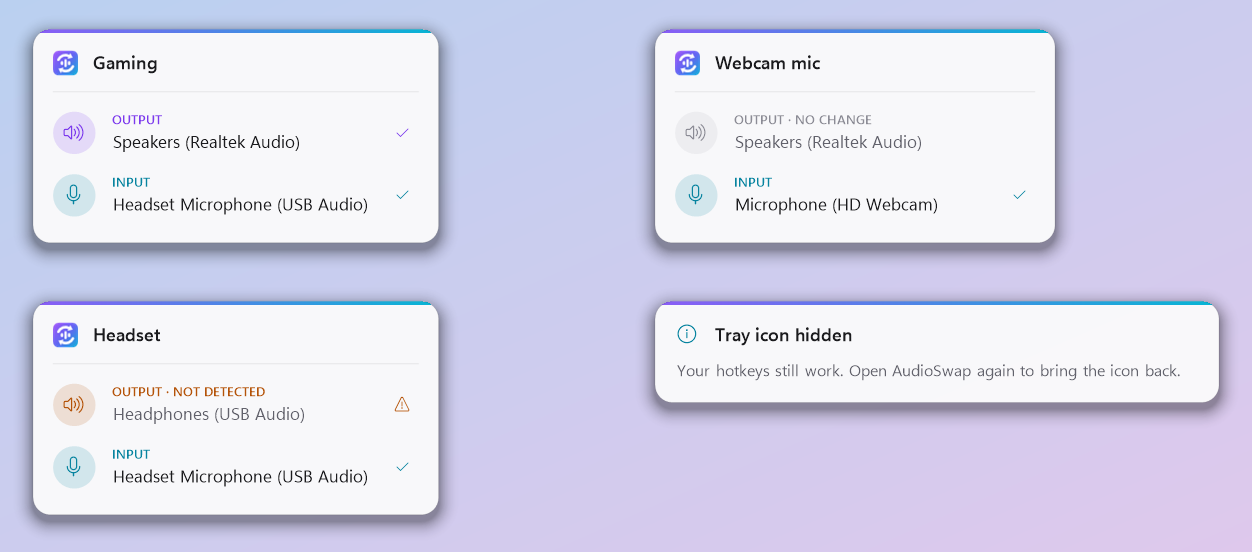 Gaming
OUTPUT
Speakers (Realtek Audio)
INPUT
Headset Microphone (USB Audio)
Webcam mic
OUTPUT · NO CHANGE
Speakers (Realtek Audio)
INPUT
Microphone (HD Webcam)
Headset
OUTPUT · NOT DETECTED
Headphones (USB Audio)
INPUT
Headset Microphone (USB Audio)
Tray icon hidden
Your hotkeys still work. Open AudioSwap again to bring the icon back.